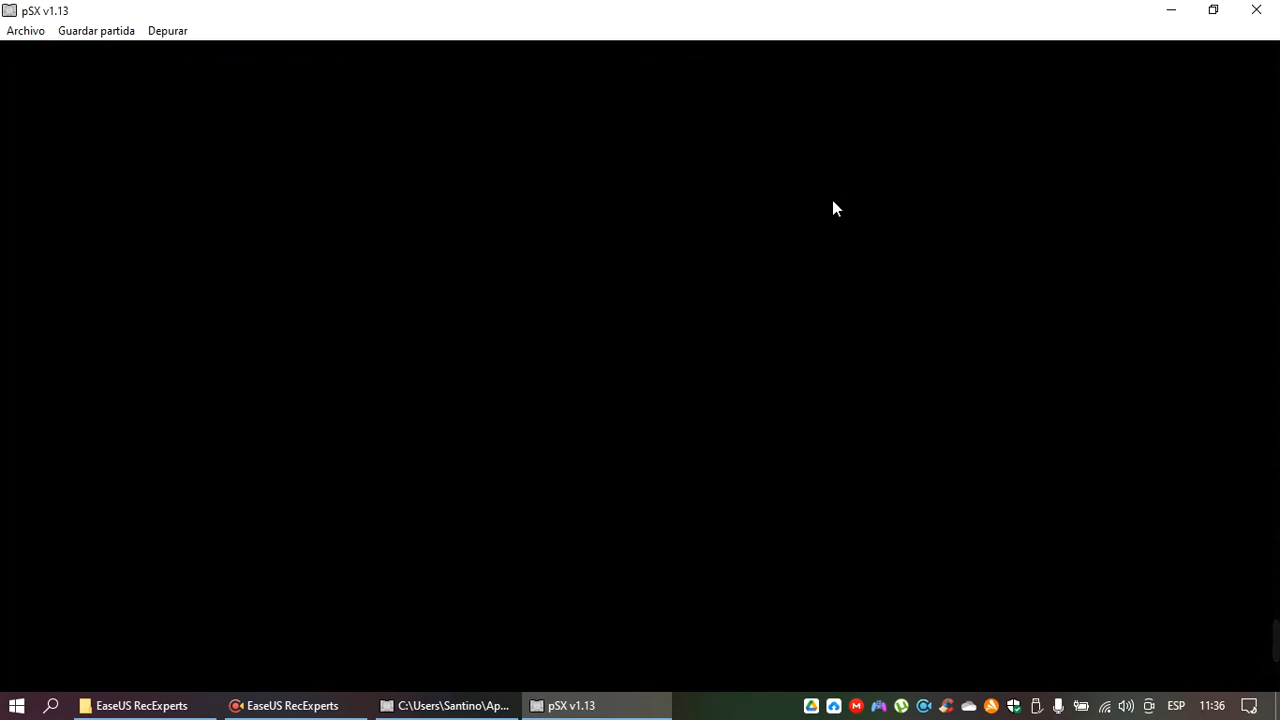 pSX v1.13
Archivo Guardar partida Depurar
EaseUS RecExperts EaseUS RecExperts C:\Users\Santino\Ap... pSX v1.13 ESP 11:36